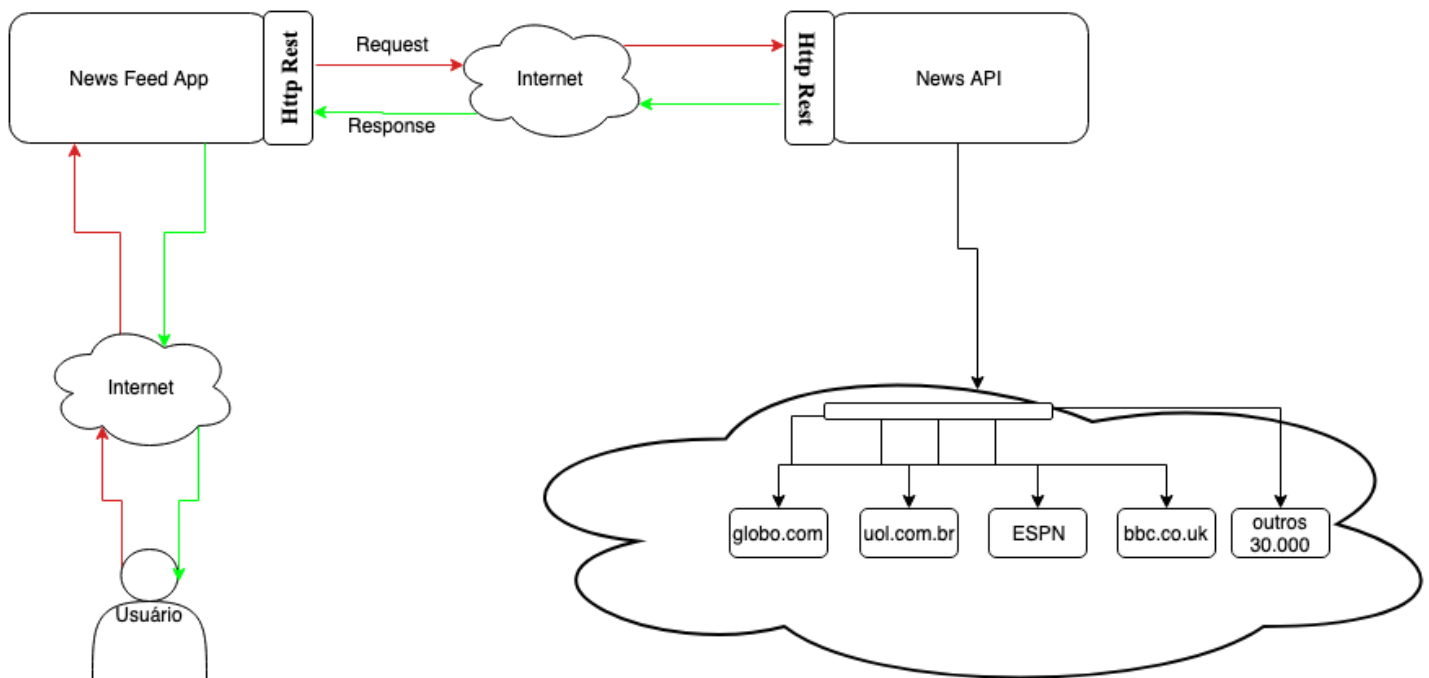 News Feed App
Http Rest
Request
Response
Internet
Http Rest
News API
Internet
Usuário
globo.com
uol.com.br
ESPN
bbc.co.uk
outros
30.000